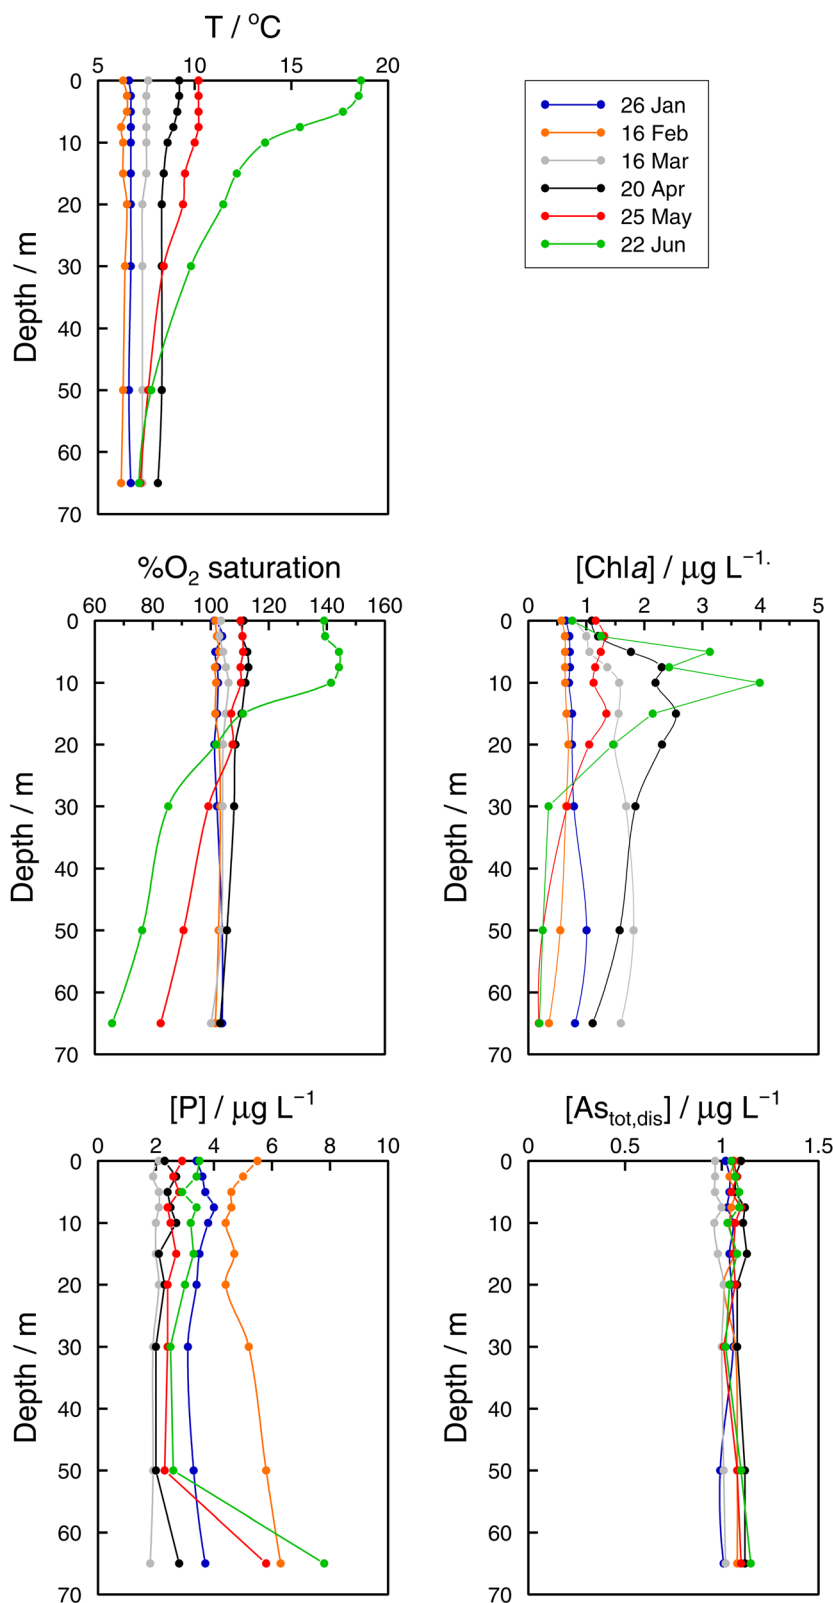 T / °C
5 10 15 20
0
10
20
30
40
50
60
70
Depth / m
26 Jan
16 Feb
16 Mar
20 Apr
25 May
22 Jun
%O₂ saturation
60 80 100 120 140 160
0
10
20
30
40
50
60
70
Depth / m
[Chla] / μg L⁻¹·
0 1 2 3 4 5
0
10
20
30
40
50
60
70
Depth / m
[P] / μg L⁻¹
0 2 4 6 8 10
0
10
20
30
40
50
60
70
Depth / m
[As_tot,dis] / μg L⁻¹
0 0.5 1 1.5
0
10
20
30
40
50
60
70
Depth / m